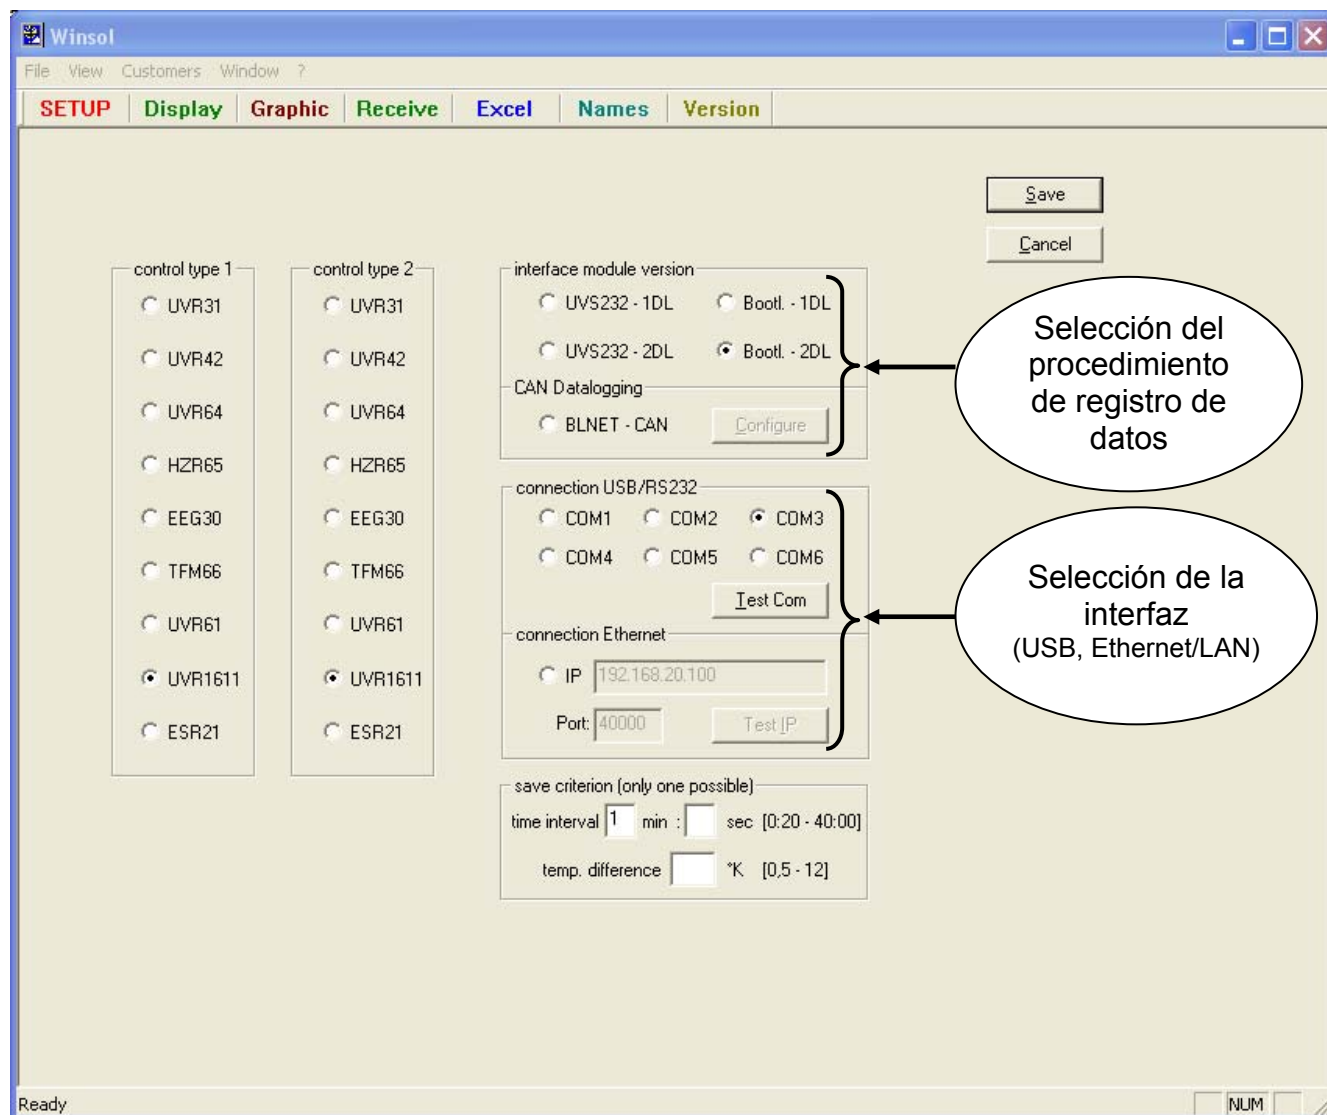 Winsol
File View Customers Window ?
SETUP Display Graphic Receive Excel Names Version
Save
Cancel
control type 1
UVR31
UVR42
UVR64
HZR65
EEG30
TFM66
UVR61
UVR1611
ESR21
control type 2
UVR31
UVR42
UVR64
HZR65
EEG30
TFM66
UVR61
UVR1611
ESR21
interface module version
UVS232 - 1DL Bootl. - 1DL
UVS232 - 2DL Bootl. - 2DL
CAN Datalogging
BLNET - CAN Configure
connection USB/RS232
COM1 COM2 COM3
COM4 COM5 COM6
Test Com
connection Ethernet
IP 192.168.20.100
Port: 40000 Test IP
save criterion (only one possible)
time interval 1 min : sec [0:20 - 40:00]
temp. difference °K [0,5 - 12]
Selección del
procedimiento
de registro de
datos
Selección de la
interfaz
(USB, Ethernet/LAN)
Ready NUM